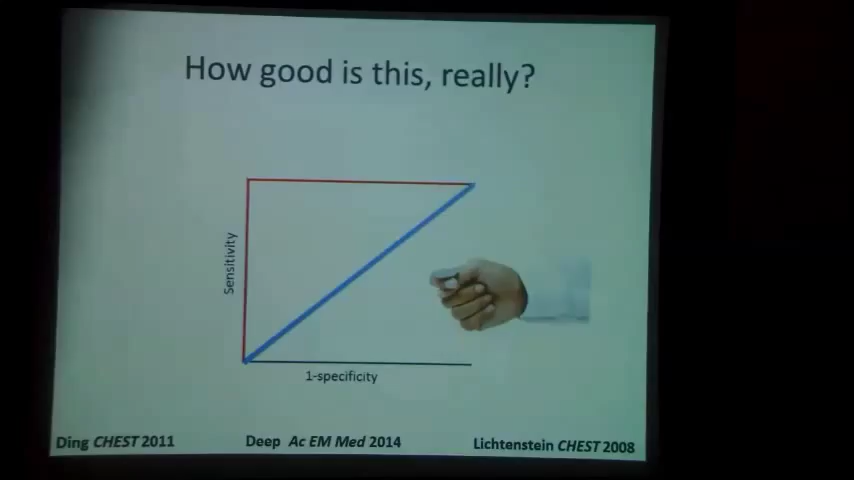 How good is this, really?
Sensitivity
1-specificity
Ding CHEST 2011
Deep Ac EM Med 2014
Lichtenstein CHEST 2008